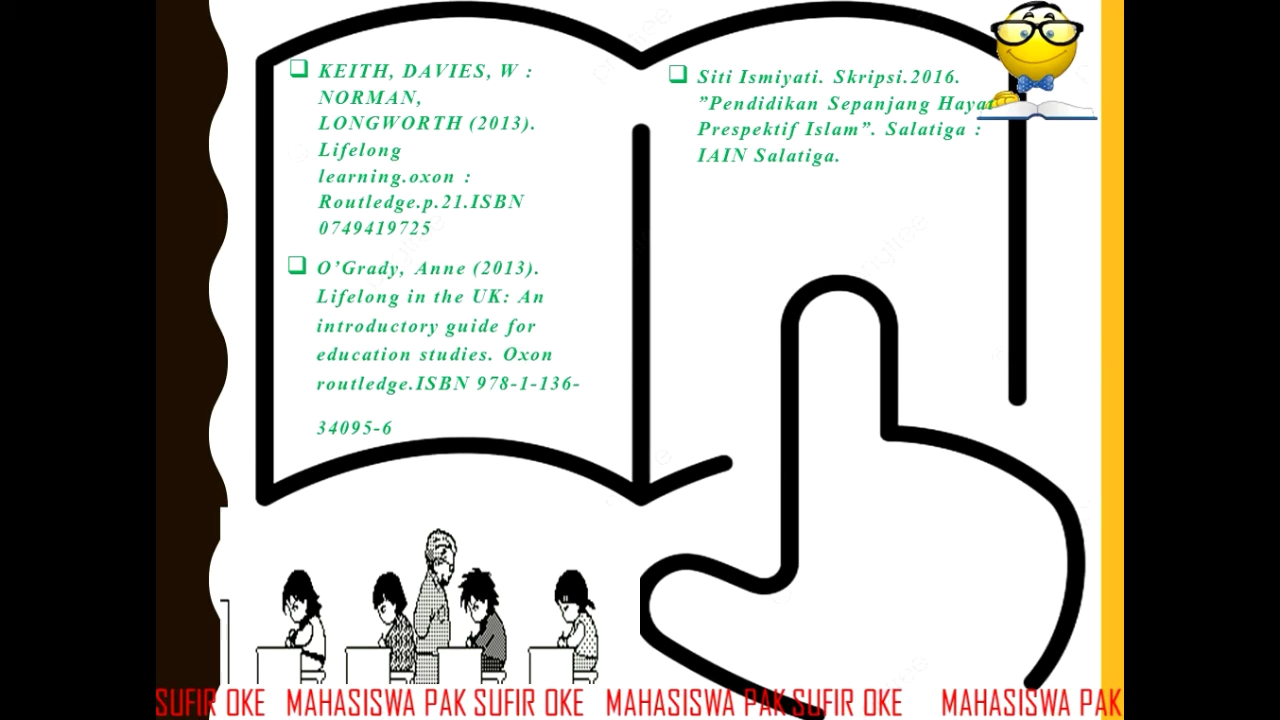 KEITH, DAVIES, W :
NORMAN,
LONGWORTH (2013).
Lifelong
learning.oxon :
Routledge.p.21.ISBN
0749419725
O’Grady, Anne (2013).
Lifelong in the UK: An
introductory guide for
education studies. Oxon
routledge.ISBN 978-1-136-
34095-6
Siti Ismiyati. Skripsi.2016.
”Pendidikan Sepanjang Hayat
Prespektif Islam”. Salatiga :
IAIN Salatiga.
SUFIR OKE MAHASISWA PAK SUFIR OKE MAHASISWA PAK SUFIR OKE MAHASISWA PAK